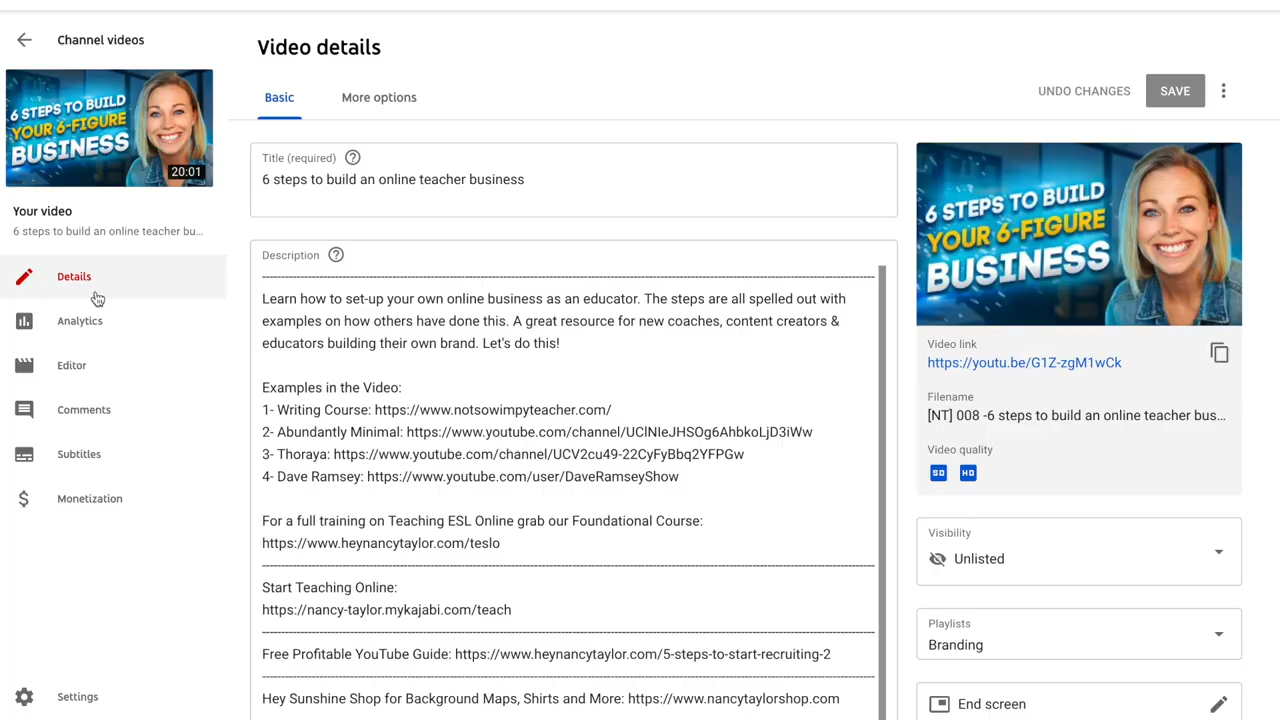 Channel videos
6 STEPS TO BUILD
YOUR 6-FIGURE
BUSINESS
20:01
Your video
6 steps to build an online teacher bu...
Details
Analytics
Editor
Comments
Subtitles
Monetization
Settings
Video details
Basic
More options
UNDO CHANGES
SAVE
Title (required)
6 steps to build an online teacher business
Description
Learn how to set-up your own online business as an educator. The steps are all spelled out with
examples on how others have done this. A great resource for new coaches, content creators &
educators building their own brand. Let's do this!
Examples in the Video:
1- Writing Course: https://www.notsowimpyteacher.com/
2- Abundantly Minimal: https://www.youtube.com/channel/UClNIeJHSOg6AhbkoLjD3iWw
3- Thoraya: https://www.youtube.com/channel/UCV2cu49-22CyFyBbq2YFPGw
4- Dave Ramsey: https://www.youtube.com/user/DaveRamseyShow
For a full training on Teaching ESL Online grab our Foundational Course:
https://www.heynancytaylor.com/teslo
Start Teaching Online:
https://nancy-taylor.mykajabi.com/teach
Free Profitable YouTube Guide: https://www.heynancytaylor.com/5-steps-to-start-recruiting-2
Hey Sunshine Shop for Background Maps, Shirts and More: https://www.nancytaylorshop.com
6 STEPS TO BUILD
YOUR 6-FIGURE
BUSINESS
Video link
https://youtu.be/G1Z-zgM1wCk
Filename
[NT] 008 -6 steps to build an online teacher bus...
Video quality
SD HD
Visibility
Unlisted
Playlists
Branding
End screen